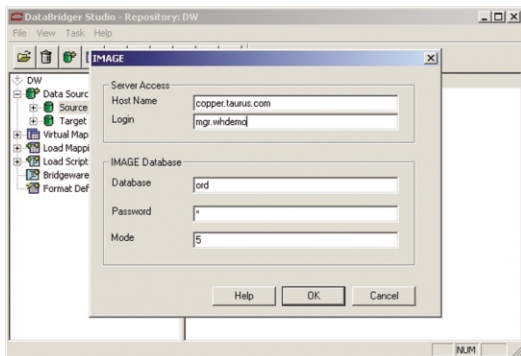 DataBridger Studio - Repository: DW
File View Task Help
IMAGE
DW
Data Sourc
Source
Target
Virtual Map
Load Mappi
Load Script
Bridgeware
Format Def
Server Access
Host Name
copper.taurus.com
Login
mgr.whdemo
IMAGE Database
Database
ord
Password
*
Mode
5
Help
OK
Cancel
NUM